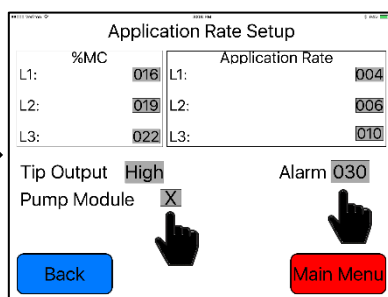 Application Rate Setup
%MC Application Rate
L1: 016 L1: 004
L2: 019 L2: 006
L3: 022 L3: 010
Tip Output High Alarm 030
Pump Module X
Back Main Menu